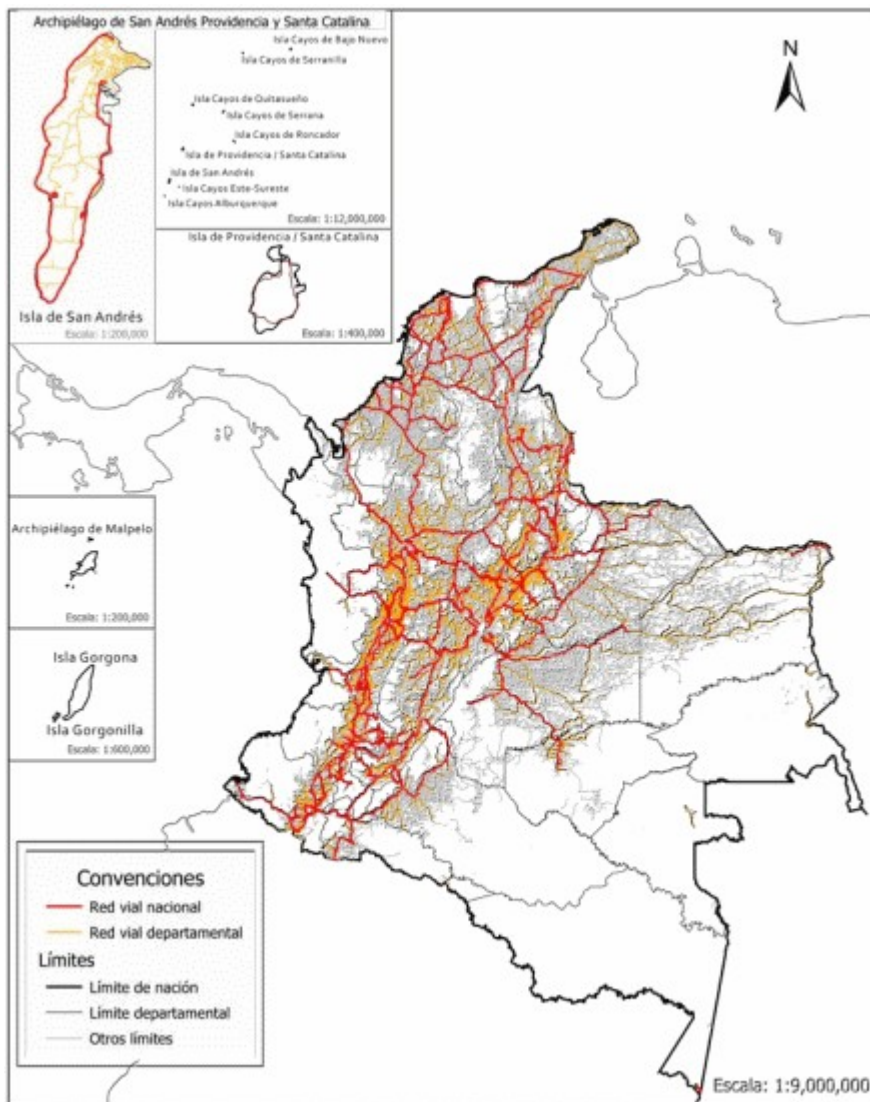 Archipiélago de San Andrés Providencia y Santa Catalina
Isla Cayos de Bajo Nuevo
Isla Cayos de Serranilla
Isla Cayos de Quitasueño
Isla Cayos de Serrana
Isla Cayos de Roncador
Isla de Providencia / Santa Catalina
Isla de San Andrés
Isla Cayos Este-Sureste
Isla Cayos Alburquerque
Escala: 1:12,000,000
Isla de Providencia / Santa Catalina
Escala: 1:400,000
Isla de San Andrés
Escala: 1:200,000
N
Archipiélago de Malpelo
Escala: 1:200,000
Isla Gorgona
Isla Gorgonilla
Escala: 1:600,000
Convenciones
Red vial nacional
Red vial departamental
Límites
Límite de nación
Límite departamental
Otros límites
Escala: 1:9,000,000